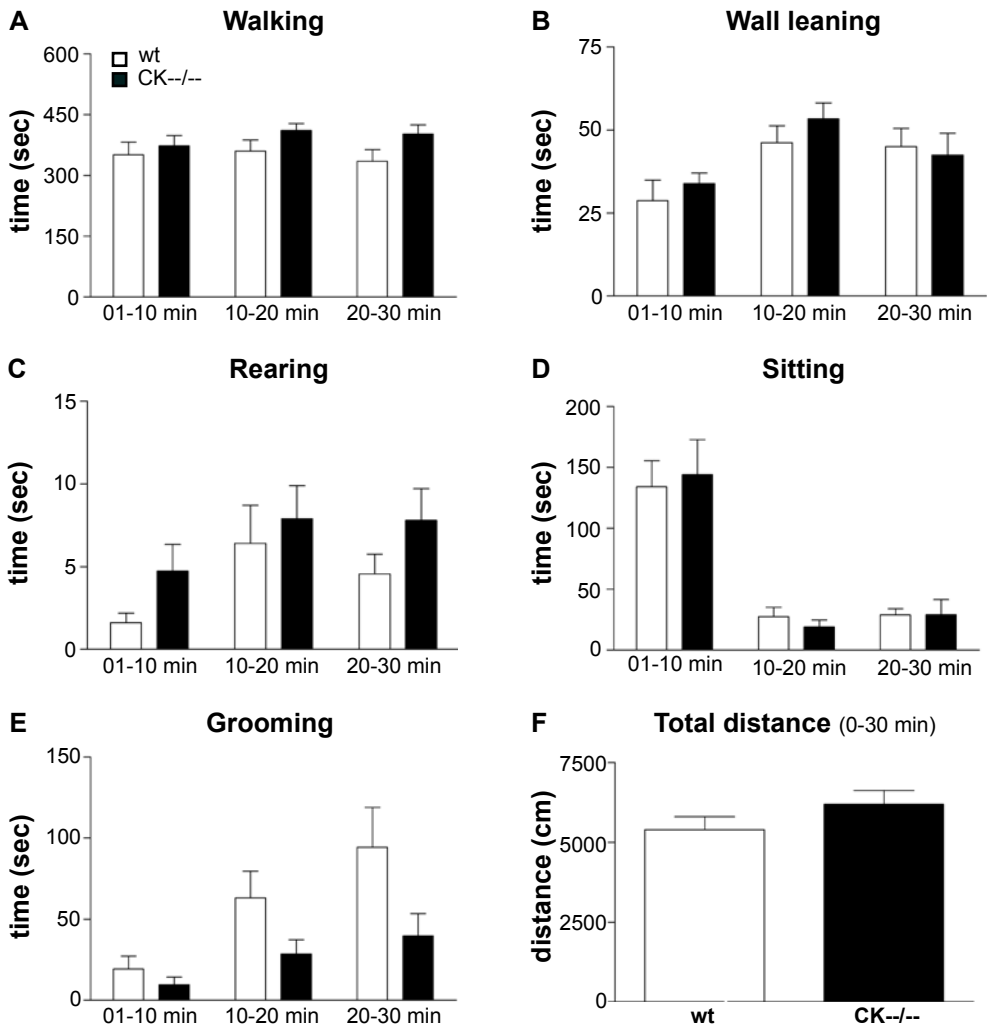 A Walking
600
450
300
150
0
time (sec)
wt
CK--/--
01-10 min 10-20 min 20-30 min
B Wall leaning
75
50
25
0
time (sec)
01-10 min 10-20 min 20-30 min
C Rearing
15
10
5
0
time (sec)
01-10 min 10-20 min 20-30 min
D Sitting
200
150
100
50
0
time (sec)
01-10 min 10-20 min 20-30 min
E Grooming
150
100
50
0
time (sec)
01-10 min 10-20 min 20-30 min
F Total distance (0-30 min)
7500
5000
2500
0
distance (cm)
wt CK--/--